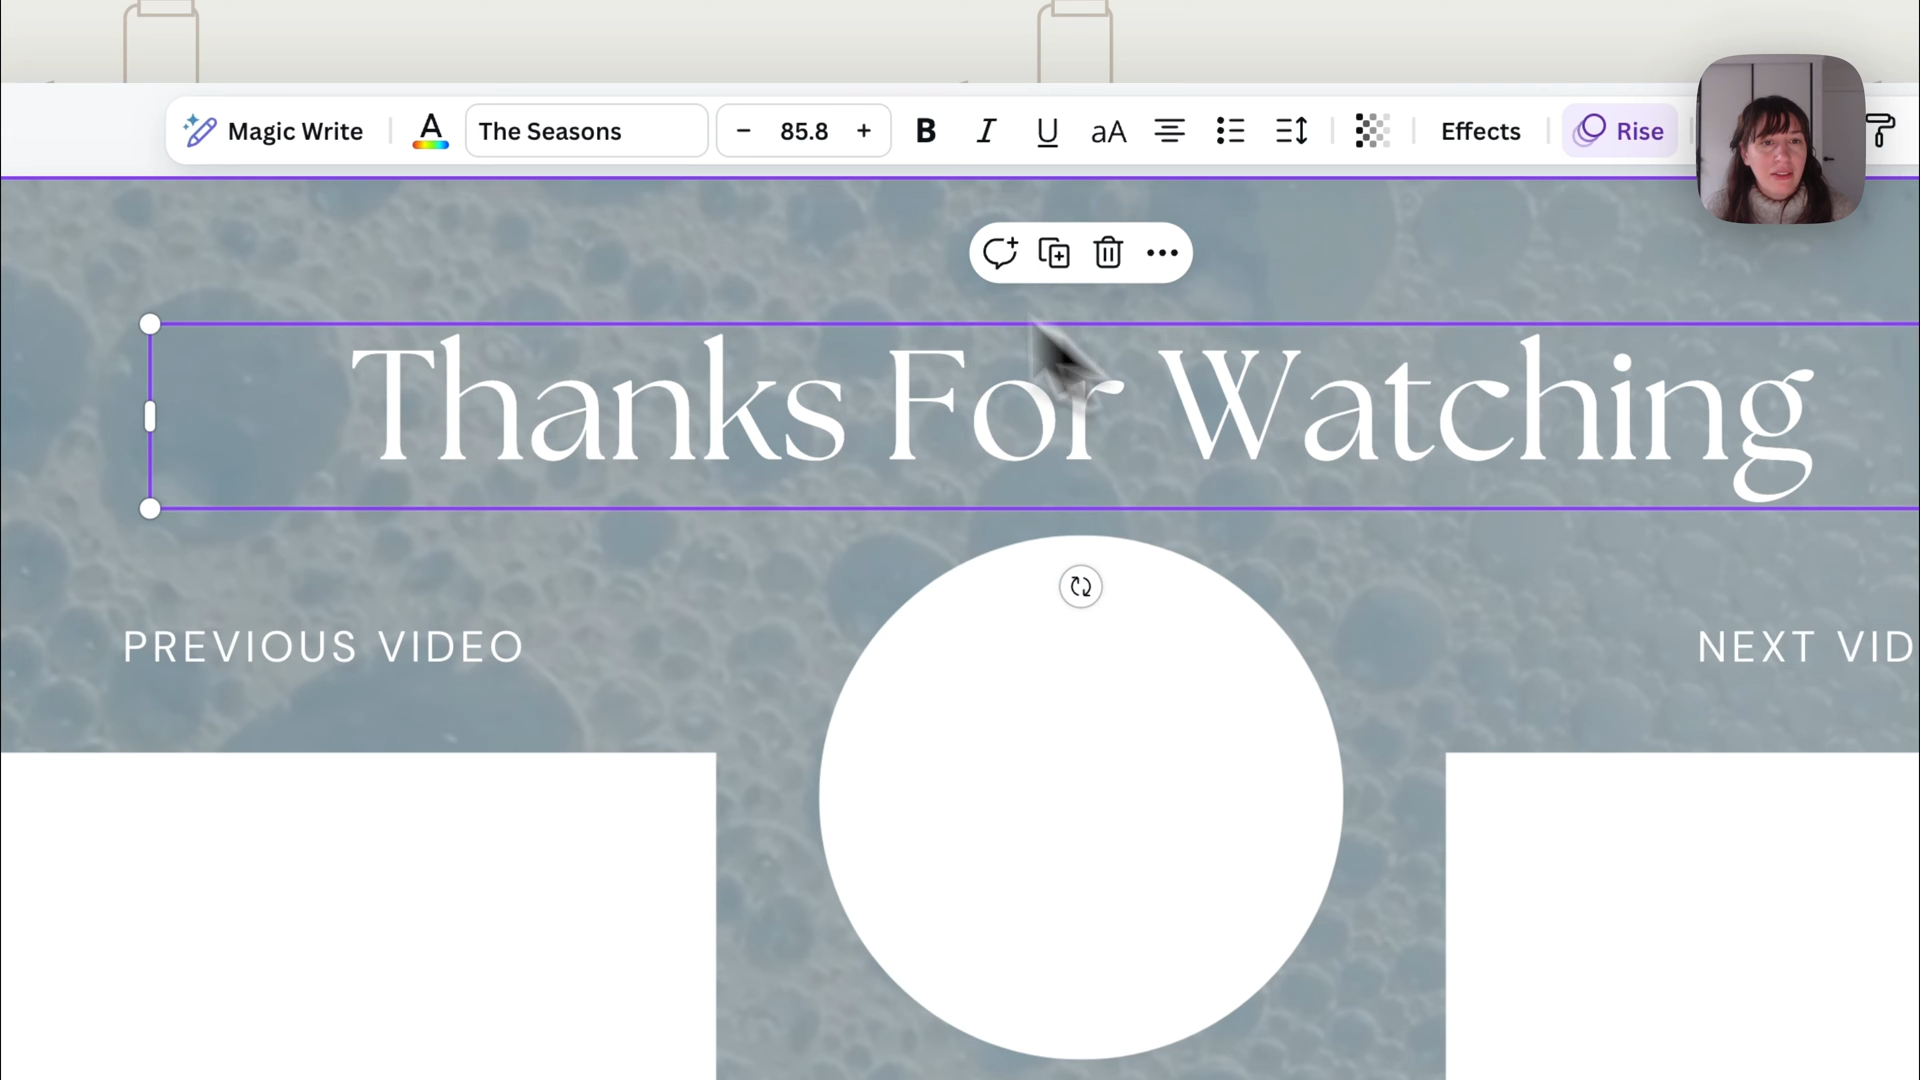 Magic Write
A
The Seasons
− 85.8 +
B I U aA
Effects
Rise
Thanks For Watching
PREVIOUS VIDEO
NEXT VID